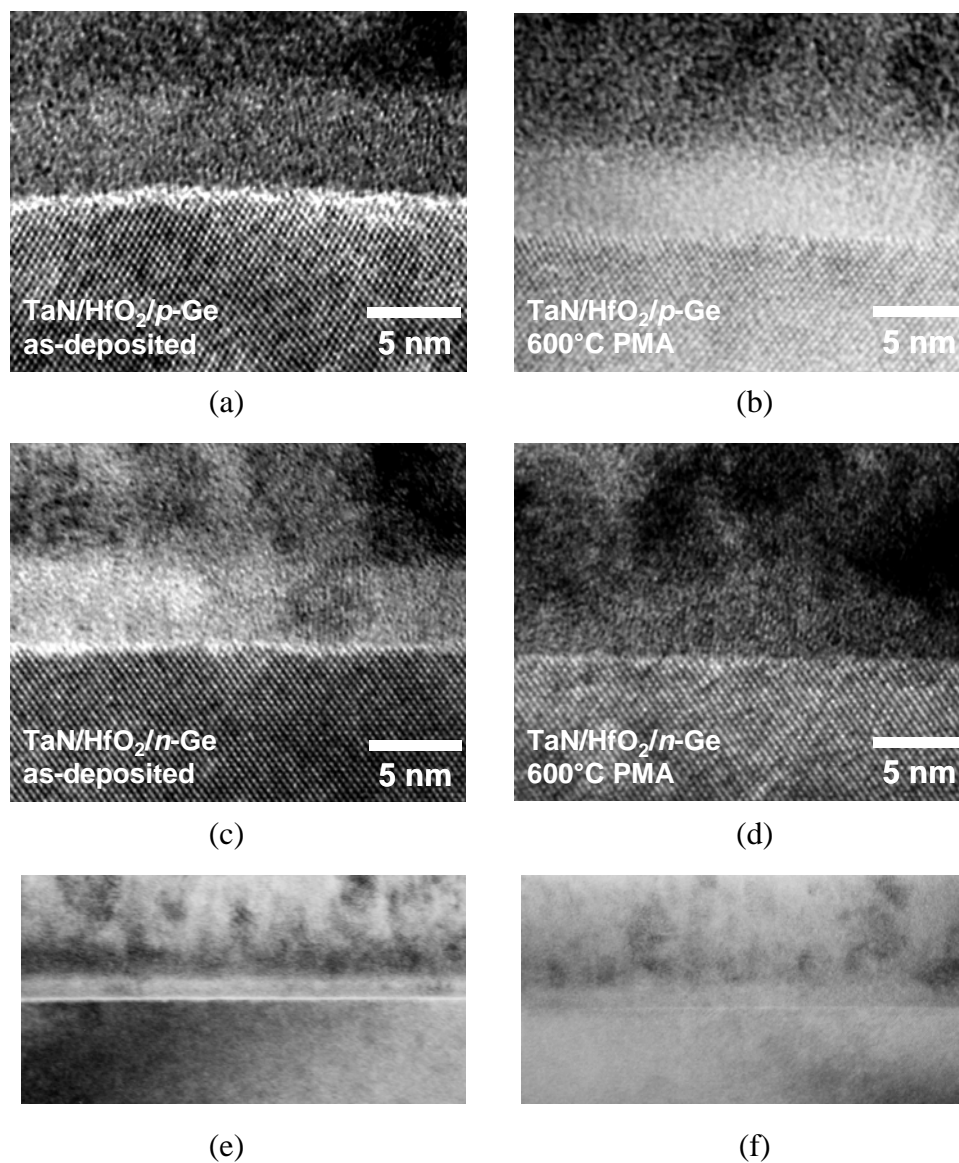 TaN/HfO₂/p-Ge
as-deposited
5 nm
(a)
TaN/HfO₂/p-Ge
600°C PMA
5 nm
(b)
TaN/HfO₂/n-Ge
as-deposited
5 nm
(c)
TaN/HfO₂/n-Ge
600°C PMA
5 nm
(d)
(e)
(f)